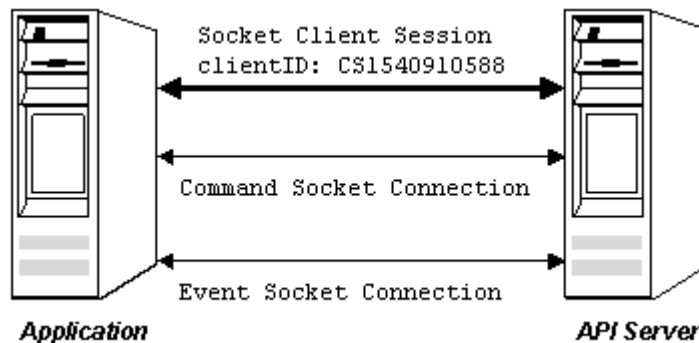 Socket Client Session
clientID: CS1540910588
Command Socket Connection
Event Socket Connection
Application
API Server